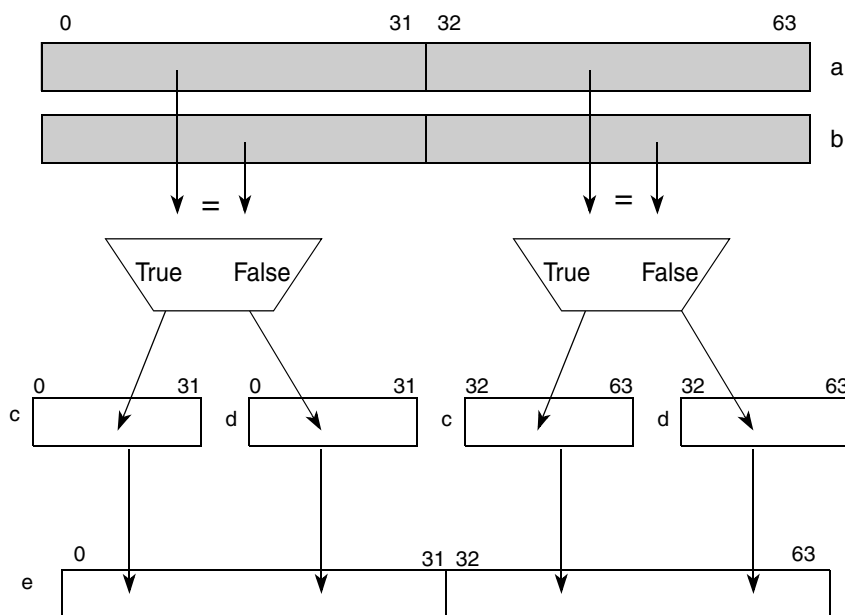 0 31 32 63
a
b
= =
True False True False
0 31 0 31 32 63 32 63
c d c d
0 31 32 63
e